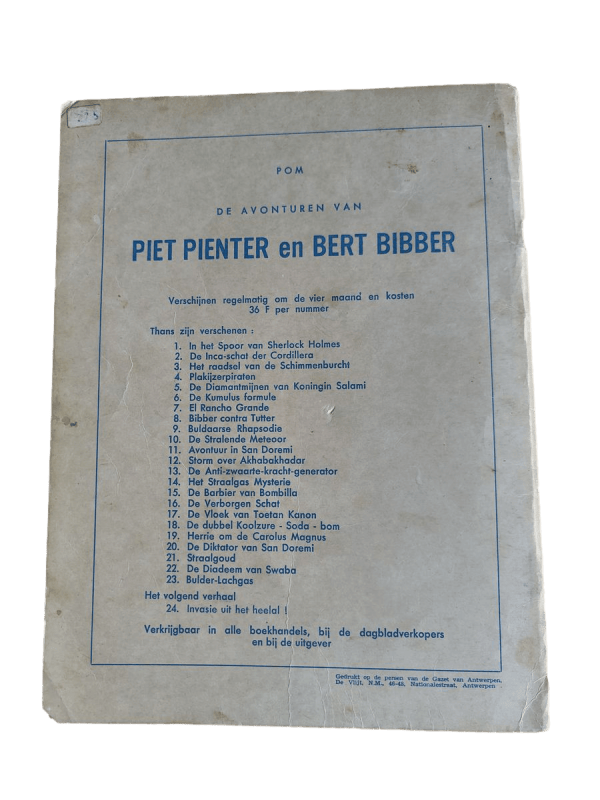 POM
DE AVONTUREN VAN
PIET PIENTER en BERT BIBBER
Verschijnen regelmatig om de vier maand en kosten
36 F per nummer
Thans zijn verschenen :
1. In het Spoor van Sherlock Holmes
2. De Inca-schat der Cordillera
3. Het raadsel van de Schimmenburcht
4. Plakijzerpiraten
5. De Diamantmijnen van Koningin Salami
6. De Kumulus formule
7. El Rancho Grande
8. Bibber contra Tutter
9. Buldaarse Rhapsodie
10. De Stralende Meteoor
11. Avontuur in San Doremi
12. Storm over Akhabakhadar
13. De Anti-zwaarte-kracht-generator
14. Het Straalgas Mysterie
15. De Barbier van Bombilla
16. De Verborgen Schat
17. De Vloek van Toetan Kanon
18. De dubbel Koolzure - Soda - bom
19. Herrie om de Carolus Magnus
20. De Diktator van San Doremi
21. Straalgoud
22. De Diadeem van Swaba
23. Bulder-Lachgas
Het volgend verhaal
24. Invasie uit het heelal !
Verkrijgbaar in alle boekhandels, bij de dagbladverkopers
en bij de uitgever
Gedrukt op de persen van de Gazet van Antwerpen,
De Vlijt, N.M., 46-48, Nationalestraat, Antwerpen